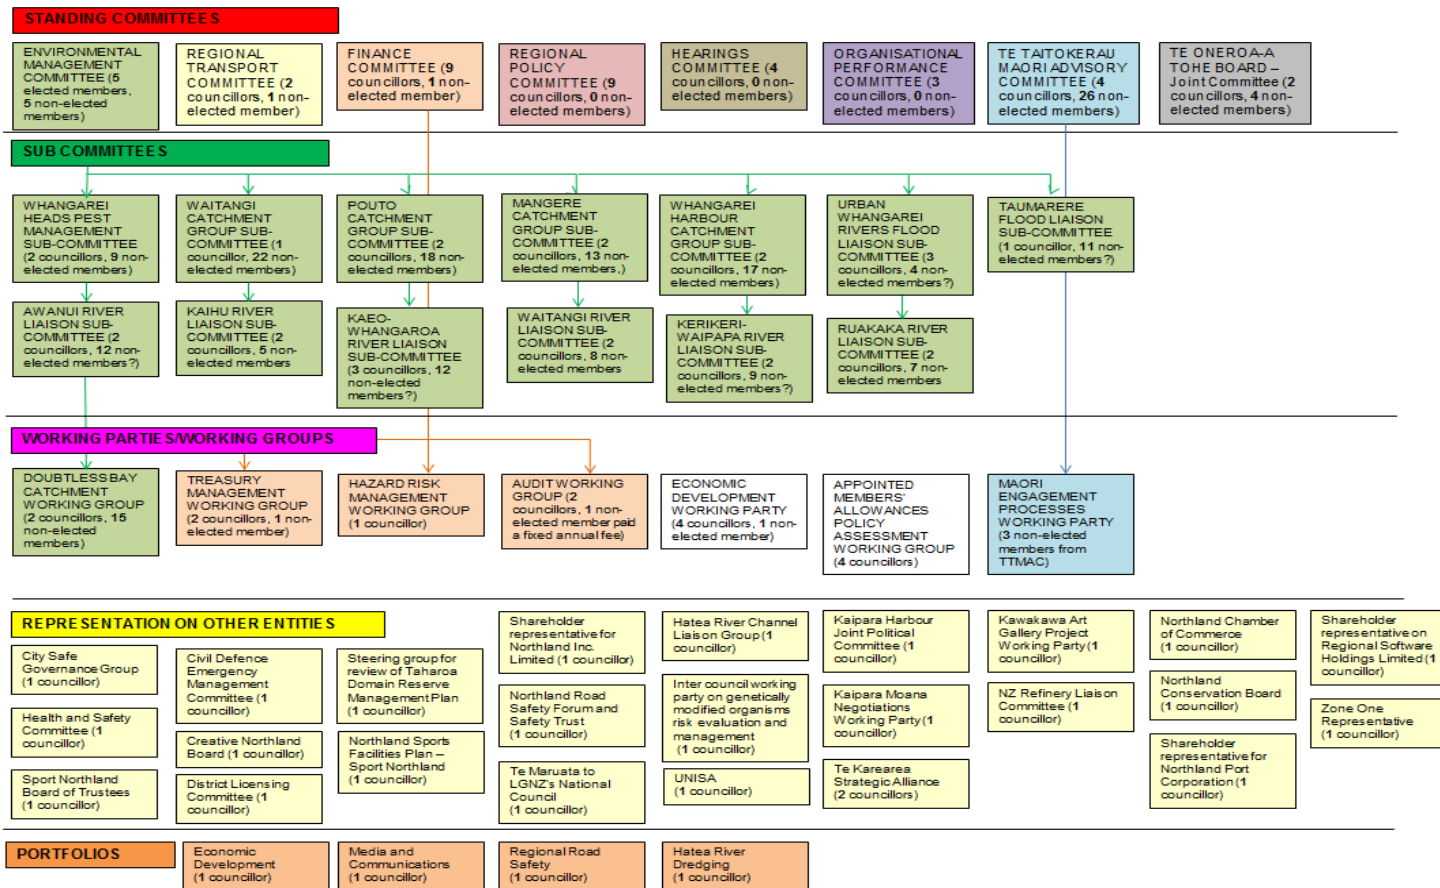 STANDING COMMITTEES
ENVIRONMENTAL
MANAGEMENT
COMMITTEE (5
elected members,
5 non-elected
members)
REGIONAL
TRANSPORT
COMMITTEE (2
councillors, 1 non-
elected member)
FINANCE
COMMITTEE (9
councillors, 1 non-
elected member)
REGIONAL
POLICY
COMMITTEE (9
councillors, 0 non-
elected members)
HEARINGS
COMMITTEE (4
councillors, 0 non-
elected members)
ORGANISATIONAL
PERFORMANCE
COMMITTEE (3
councillors, 0 non-
elected members)
TE TAITOKERAU
MAORI ADVISORY
COMMITTEE (4
councillors, 26 non-
elected members)
TE ONEROA-A
TOHE BOARD –
Joint Committee (2
councillors, 4 non-
elected members)
SUB COMMITTEES
WHANGAREI
HEADS PEST
MANAGEMENT
SUB-COMMITTEE
(2 councillors, 9 non-
elected members)
WAITANGI
CATCHMENT
GROUP SUB-
COMMITTEE (1
councillor, 22 non-
elected members)
POUTO
CATCHMENT
GROUP SUB-
COMMITTEE (2
councillors, 18 non-
elected members)
MANGERE
CATCHMENT
GROUP SUB-
COMMITTEE (2
councillors, 13 non-
elected members,)
WHANGAREI
HARBOUR
CATCHMENT
GROUP SUB-
COMMITTEE (2
councillors, 17 non-
elected members)
URBAN
WHANGAREI
RIVERS FLOOD
LIAISON SUB-
COMMITTEE (3
councillors, 4 non-
elected members?)
TAUMARERE
FLOOD LIAISON
SUB-COMMITTEE
(1 councillor, 11 non-
elected members?)
AWANUI RIVER
LIAISON SUB-
COMMITTEE (2
councillors, 12 non-
elected members?)
KAIHU RIVER
LIAISON SUB-
COMMITTEE (2
councillors, 5 non-
elected members
KAEO-
WHANGAROA
RIVER LIAISON
SUB-COMMITTEE
(3 councillors, 12
non-elected
members?)
WAITANGI RIVER
LIAISON SUB-
COMMITTEE (2
councillors, 8 non-
elected members
KERIKERI-
WAIPAPA RIVER
LIAISON SUB-
COMMITTEE (2
councillors, 9 non-
elected members?)
RUAKAKA RIVER
LIAISON SUB-
COMMITTEE (2
councillors, 7 non-
elected members
WORKING PARTIES/WORKING GROUPS
DOUBTLESS BAY
CATCHMENT
WORKING GROUP
(2 councillors, 15
non-elected
members)
TREASURY
MANAGEMENT
WORKING GROUP
(2 councillors, 1 non-
elected member)
HAZARD RISK
MANAGEMENT
WORKING GROUP
(1 councillor)
AUDIT WORKING
GROUP (2
councillors, 1 non-
elected member paid
a fixed annual fee)
ECONOMIC
DEVELOPMENT
WORKING PARTY
(4 councillors, 1 non-
elected member)
APPOINTED
MEMBERS'
ALLOWANCES
POLICY
ASSESSMENT
WORKING GROUP
(4 councillors)
MAORI
ENGAGEMENT
PROCESSES
WORKING PARTY
(3 non-elected
members from
TTMAC)
REPRESENTATION ON OTHER ENTITIES
City Safe
Governance Group
(1 councillor)
Health and Safety
Committee (1
councillor)
Sport Northland
Board of Trustees
(1 councillor)
Civil Defence
Emergency
Management
Committee (1
councillor)
Creative Northland
Board (1 councillor)
District Licensing
Committee (1
councillor)
Steering group for
review of Taharoa
Domain Reserve
Management Plan
(1 councillor)
Northland Sports
Facilities Plan –
Sport Northland
(1 councillor)
Shareholder
representative for
Northland Inc.
Limited (1 councillor)
Northland Road
Safety Forum and
Safety Trust
(1 councillor)
Te Maruata to
LGNZ's National
Council
(1 councillor)
Hatea River Channel
Liaison Group (1
councillor)
Inter council working
party on genetically
modified organisms
risk evaluation and
management
(1 councillor)
UNISA
(1 councillor)
Kaipara Harbour
Joint Political
Committee (1
councillor)
Kaipara Moana
Negotiations
Working Party (1
councillor)
Te Karearea
Strategic Alliance
(2 councillors)
Kawakawa Art
Gallery Project
Working Party (1
councillor)
NZ Refinery Liaison
Committee (1
councillor)
Northland Chamber
of Commerce
(1 councillor)
Northland
Conservation Board
(1 councillor)
Shareholder
representative for
Northland Port
Corporation (1
councillor)
Shareholder
representative on
Regional Software
Holdings Limited (1
councillor)
Zone One
Representative
(1 councillor)
PORTFOLIOS
Economic
Development
(1 councillor)
Media and
Communications
(1 councillor)
Regional Road
Safety
(1 councillor)
Hatea River
Dredging
(1 councillor)